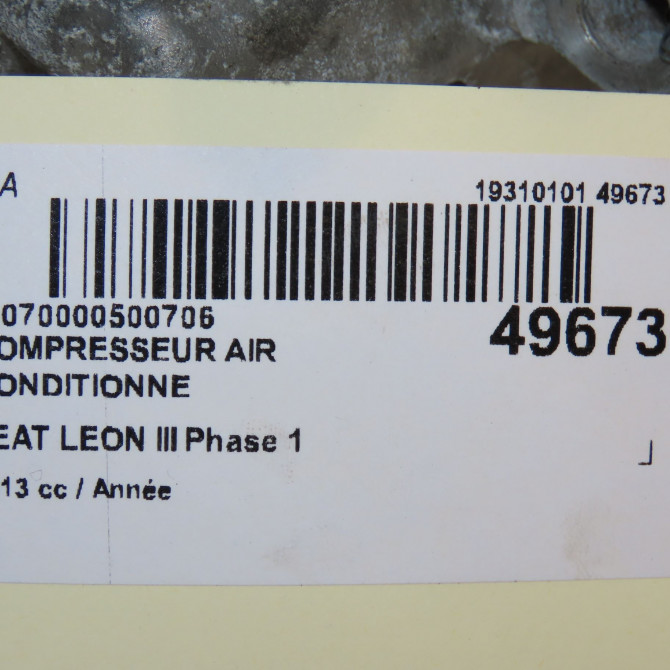 A
19310101 49673
070000500706
49673
OMPRESSEUR AIR
ONDITIONNE
EAT LEON III Phase 1
13 cc / Année